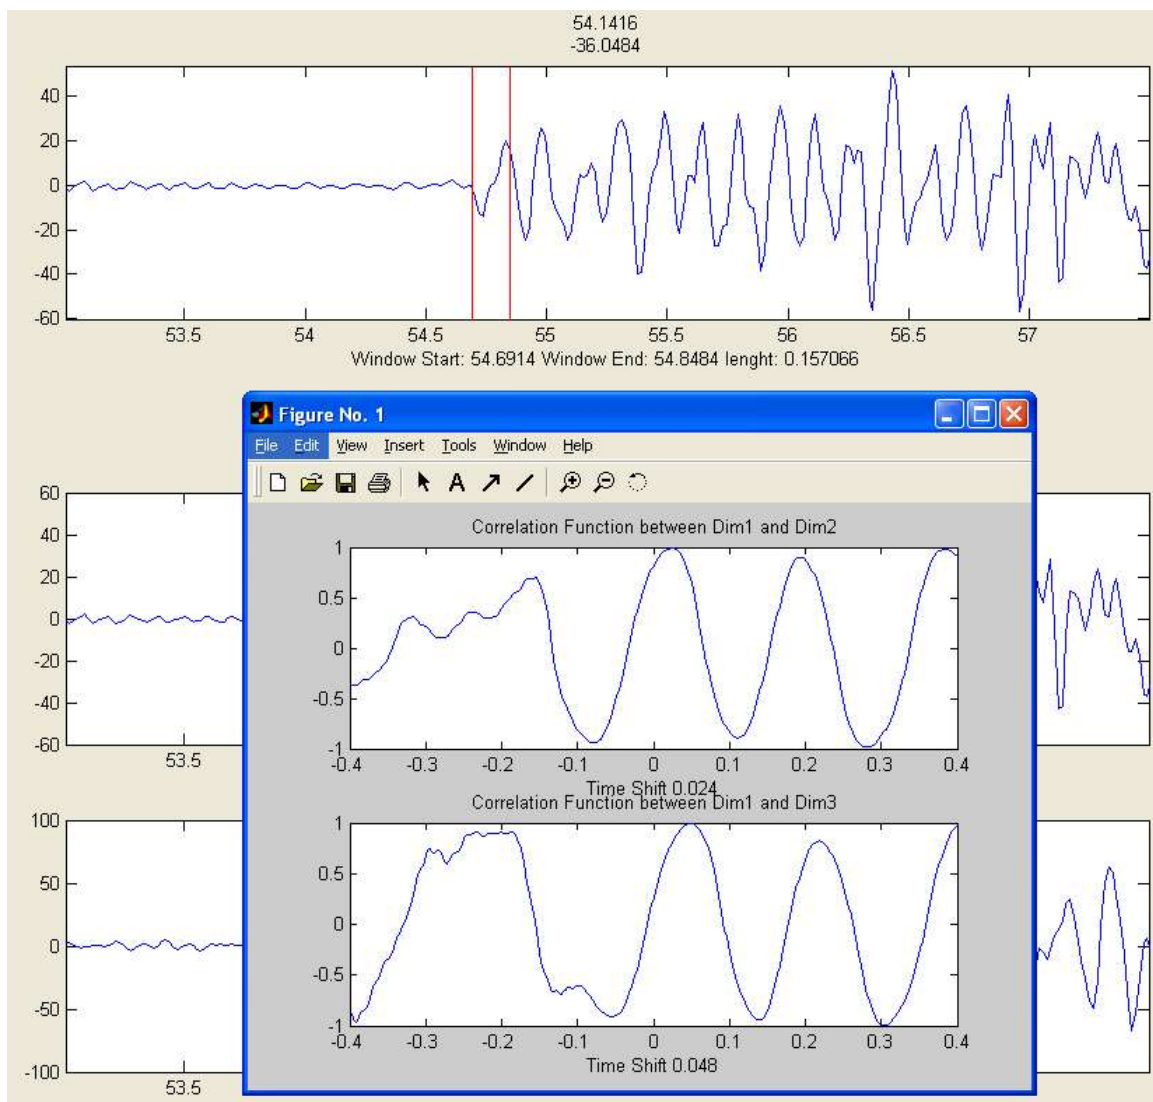 54.1416
-36.0484
40
20
0
-20
-40
-60
53.5 54 54.5 55 55.5 56 56.5 57
Window Start: 54.6914 Window End: 54.8484 lenght: 0.157066
Figure No. 1
File Edit View Insert Tools Window Help
A
60
40
20
0
-20
-40
-60
53.5
Correlation Function between Dim1 and Dim2
1
0.5
0
-0.5
-1
-0.4 -0.3 -0.2 -0.1 0 0.1 0.2 0.3 0.4
Time Shift 0.024
Correlation Function between Dim1 and Dim3
1
0.5
0
-0.5
-1
-0.4 -0.3 -0.2 -0.1 0 0.1 0.2 0.3 0.4
Time Shift 0.048
100
50
0
-50
-100
53.5